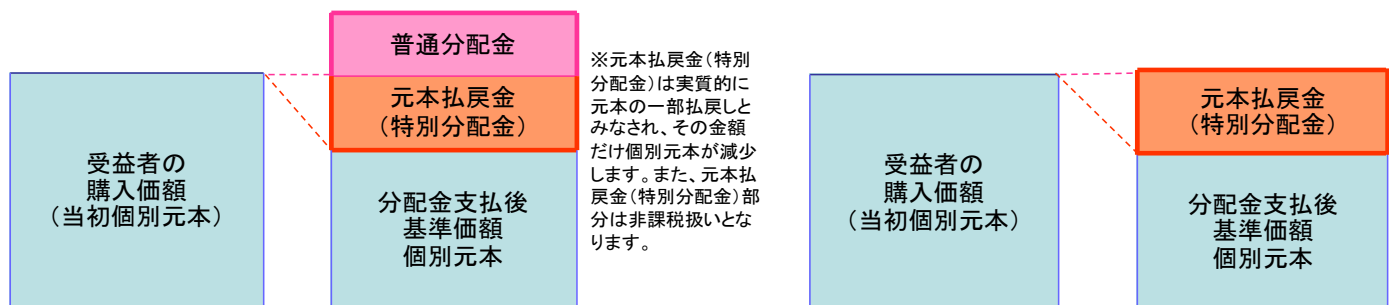 普通分配金
元本払戻金
（特別分配金）
受益者の
購入価額
（当初個別元本）
分配金支払後
基準価額
個別元本
※元本払戻金（特別
分配金）は実質的に
元本の一部払戻しと
みなされ、その金額
だけ個別元本が減少
します。また、元本払
戻金（特別分配金）部
分は非課税扱いとな
ります。
元本払戻金
（特別分配金）
受益者の
購入価額
（当初個別元本）
分配金支払後
基準価額
個別元本